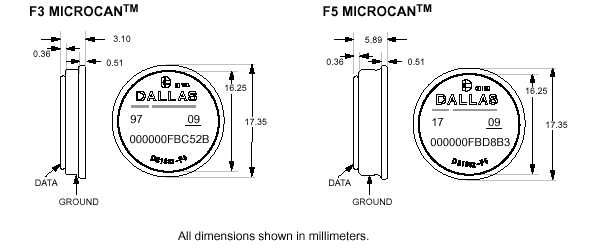 F3 MICROCAN™
F5 MICROCAN™
3.10
0.36
0.51
16.25
17.35
DALLAS
97 09
000000FBC52B
DATA
GROUND
5.89
0.36
0.51
16.25
17.35
DALLAS
17 09
000000FBD8B3
DATA
GROUND
All dimensions shown in millimeters.